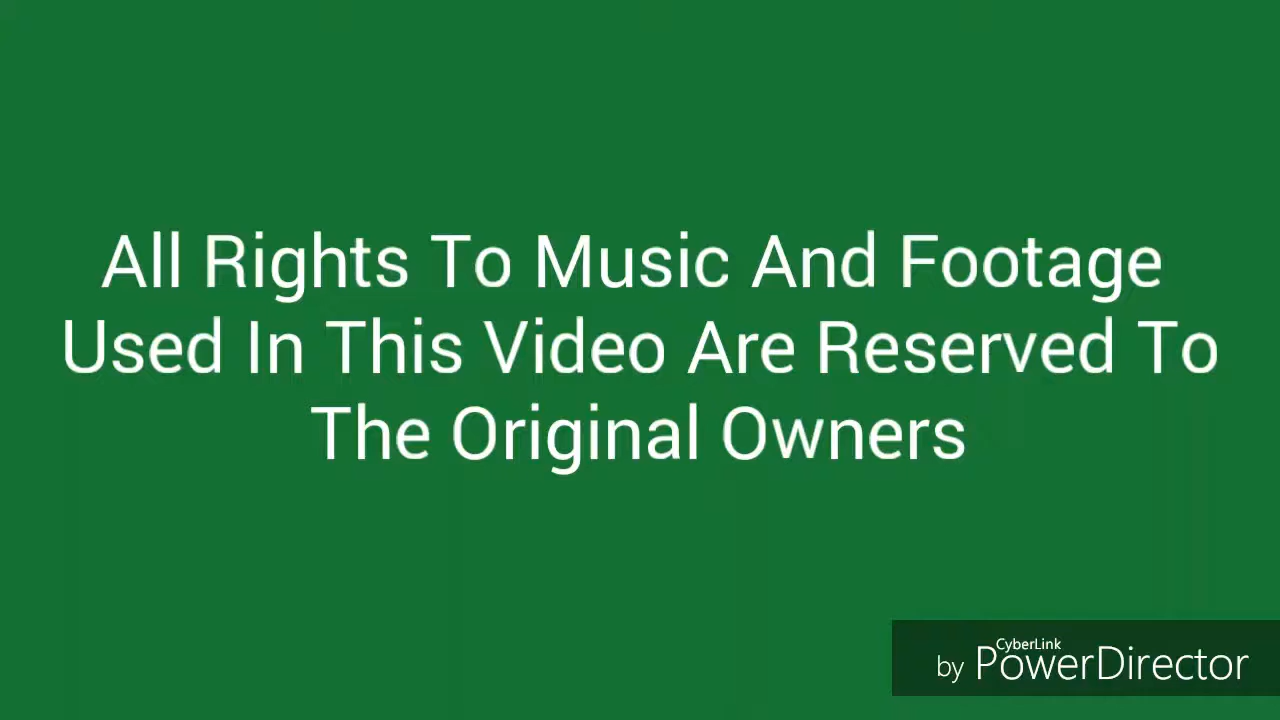 All Rights To Music And Footage
Used In This Video Are Reserved To
The Original Owners
CyberLink
by PowerDirector